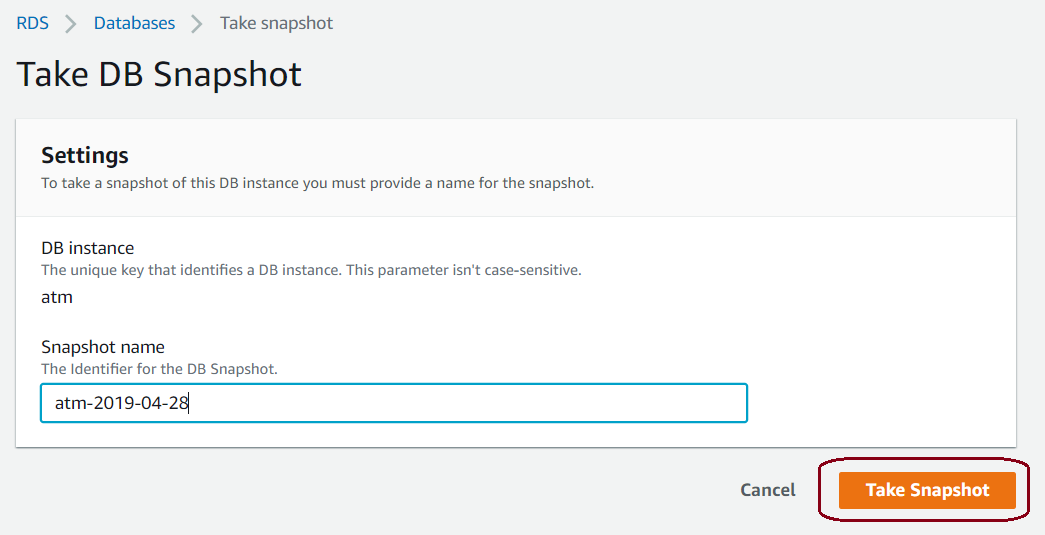 RDS > Databases > Take snapshot
Take DB Snapshot
Settings
To take a snapshot of this DB instance you must provide a name for the snapshot.
DB instance
The unique key that identifies a DB instance. This parameter isn't case-sensitive.
atm
Snapshot name
The Identifier for the DB Snapshot.
atm-2019-04-28
Cancel Take Snapshot